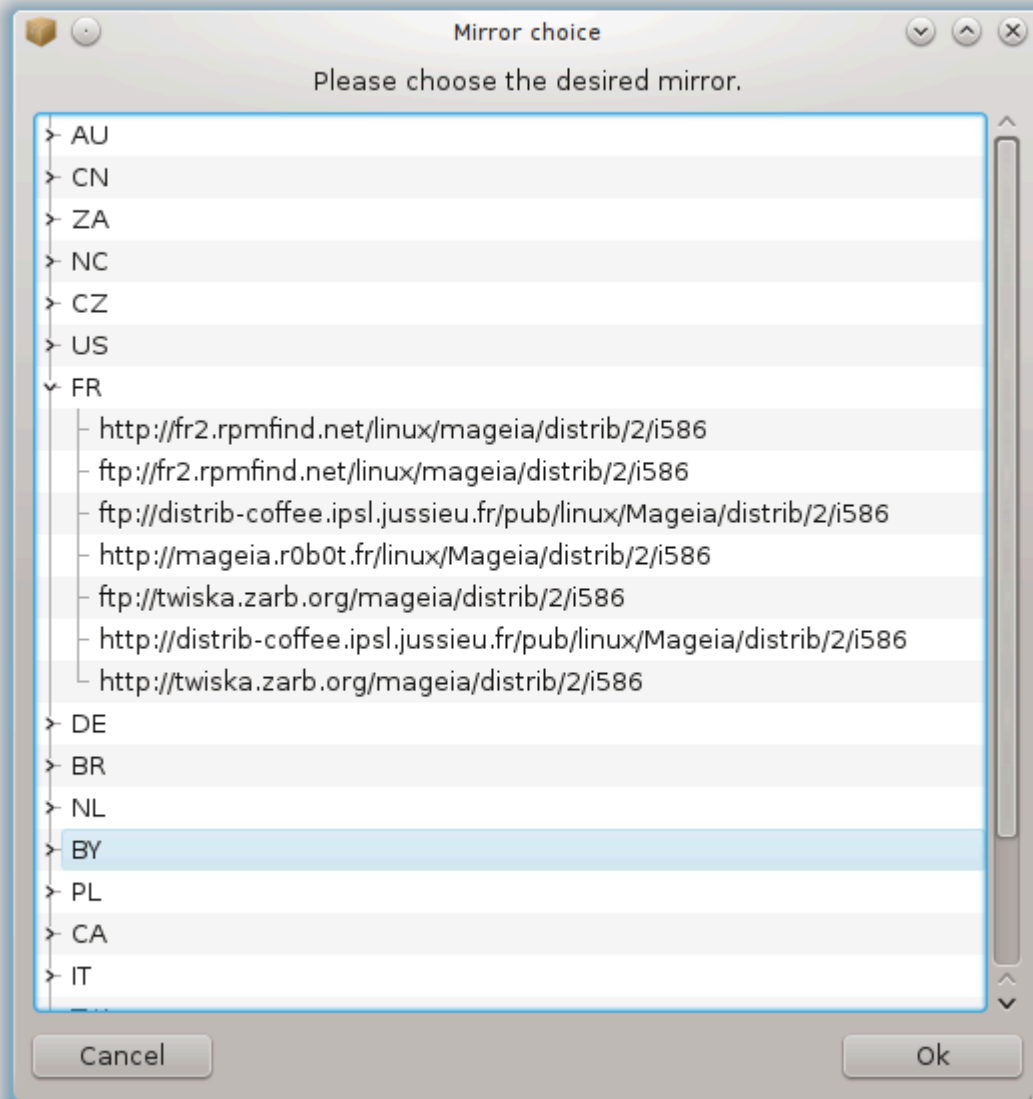 Mirror choice
Please choose the desired mirror.
AU
CN
ZA
NC
CZ
US
FR
http://fr2.rpmfind.net/linux/mageia/distrib/2/i586
ftp://fr2.rpmfind.net/linux/mageia/distrib/2/i586
ftp://distrib-coffee.ipsl.jussieu.fr/pub/linux/Mageia/distrib/2/i586
http://mageia.r0b0t.fr/linux/Mageia/distrib/2/i586
ftp://twiska.zarb.org/mageia/distrib/2/i586
http://distrib-coffee.ipsl.jussieu.fr/pub/linux/Mageia/distrib/2/i586
http://twiska.zarb.org/mageia/distrib/2/i586
DE
BR
NL
BY
PL
CA
IT
Cancel
Ok